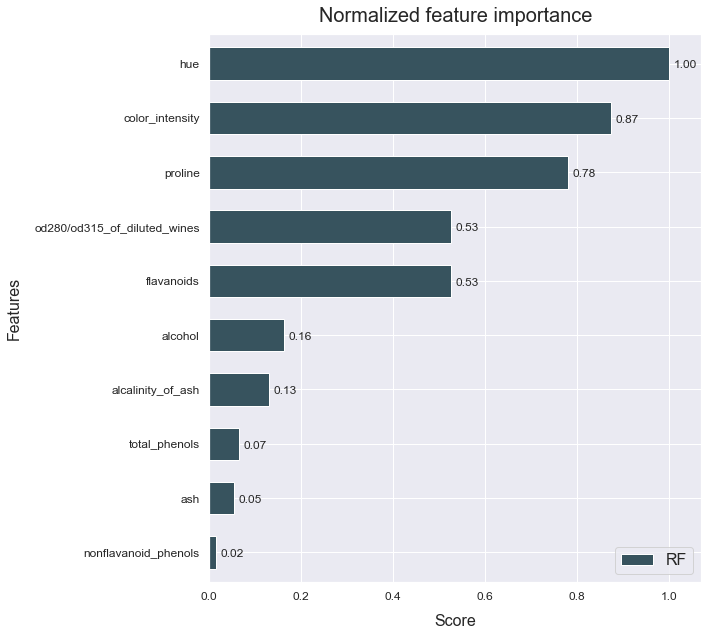 Normalized feature importance
hue 1.00
color_intensity 0.87
proline 0.78
od280/od315_of_diluted_wines 0.53
flavanoids 0.53
alcohol 0.16
alcalinity_of_ash 0.13
total_phenols 0.07
ash 0.05
nonflavanoid_phenols 0.02
Features
RF
0.0 0.2 0.4 0.6 0.8 1.0
Score